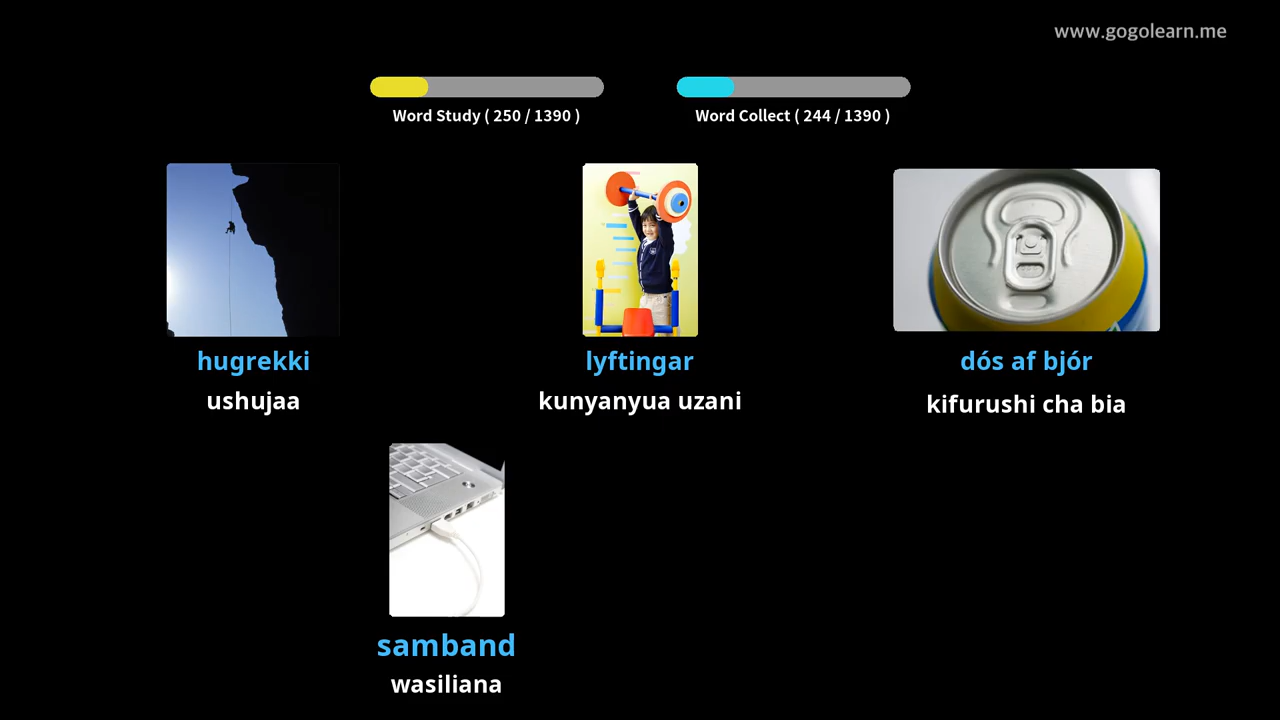 www.gogolearn.me
Word Study ( 250 / 1390 )
Word Collect ( 244 / 1390 )
hugrekki
ushujaa
lyftingar
kunyanyua uzani
dós af bjór
kifurushi cha bia
samband
wasiliana